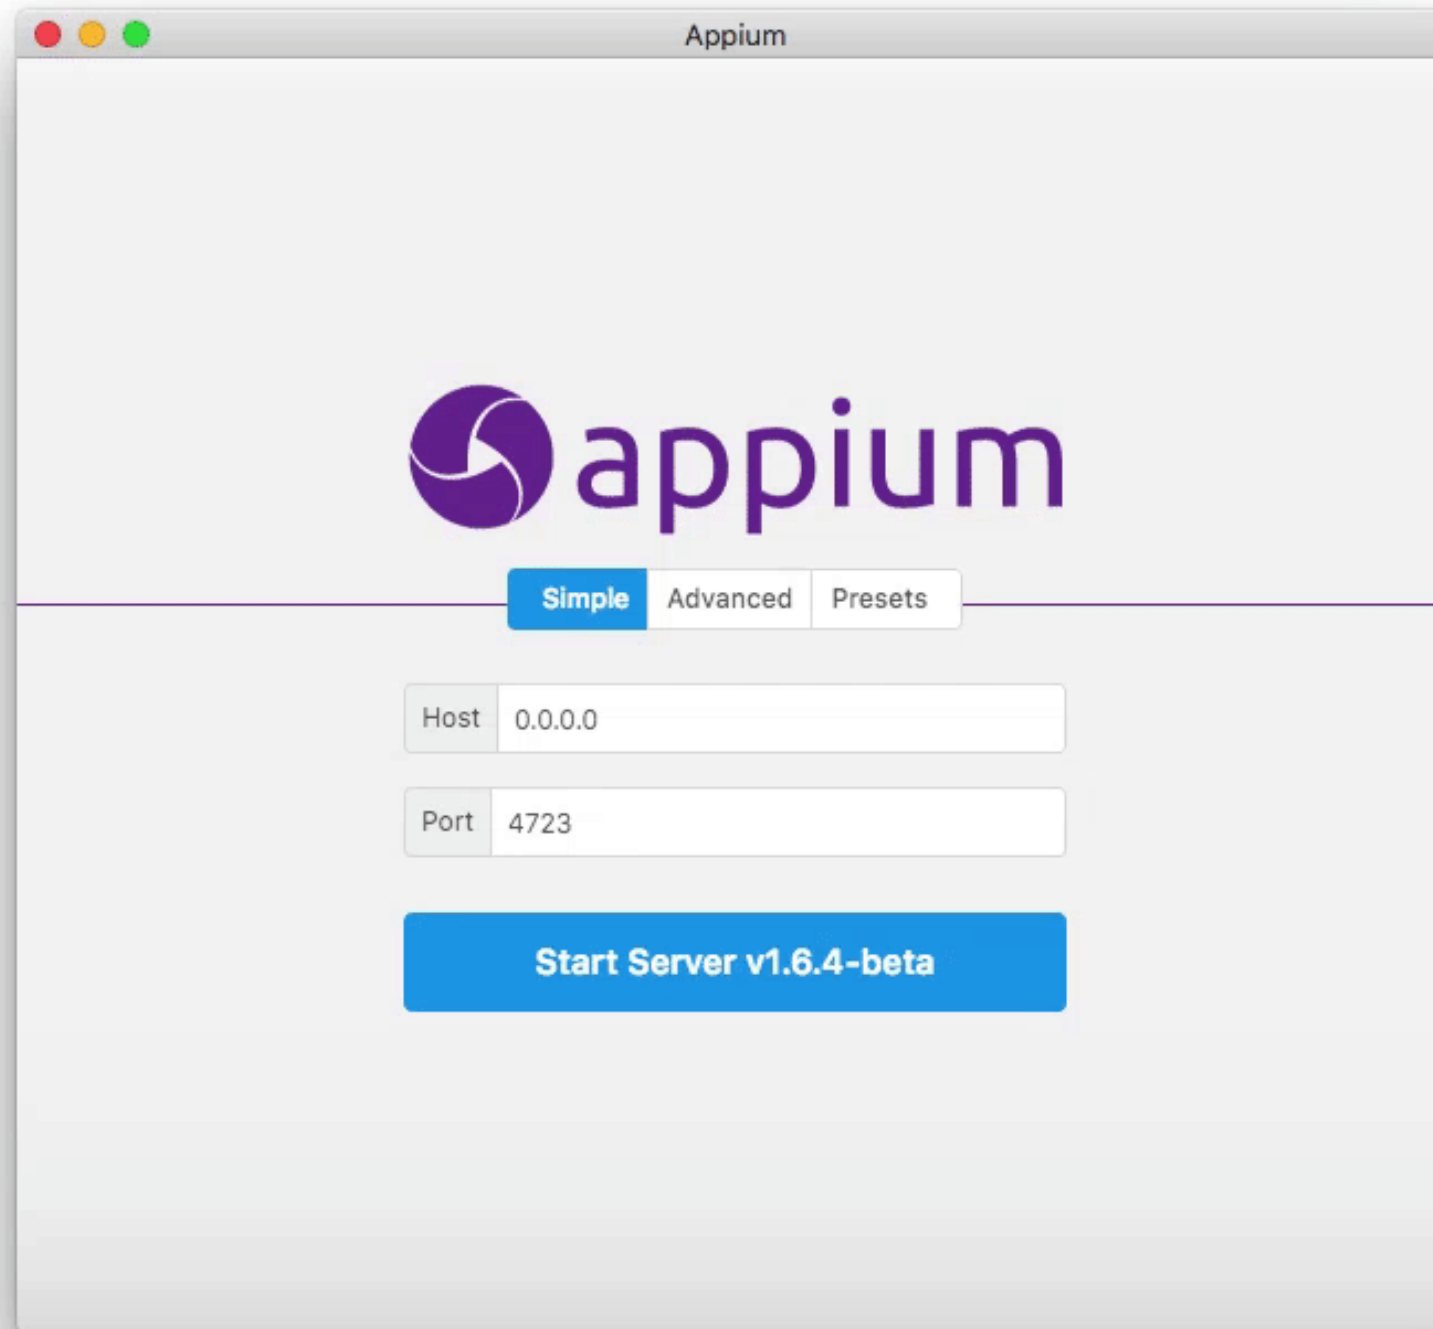 Appium
appium
Simple Advanced Presets
Host 0.0.0.0
Port 4723
Start Server v1.6.4-beta